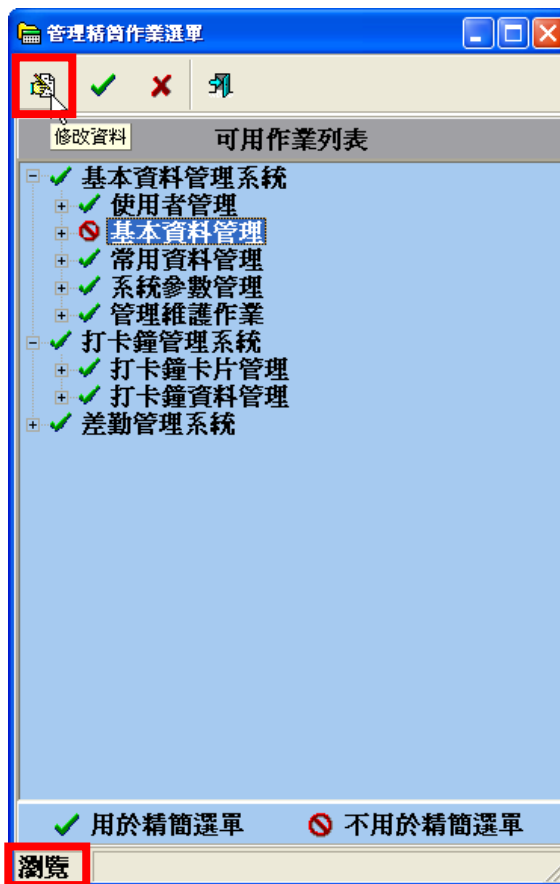 管理精簡作業選單
修改資料
可用作業列表
基本資料管理系統
使用者管理
基本資料管理
常用資料管理
系統參數管理
管理維護作業
打卡鐘管理系統
打卡鐘卡片管理
打卡鐘資料管理
差勤管理系統
用於精簡選單
不用於精簡選單
瀏覽